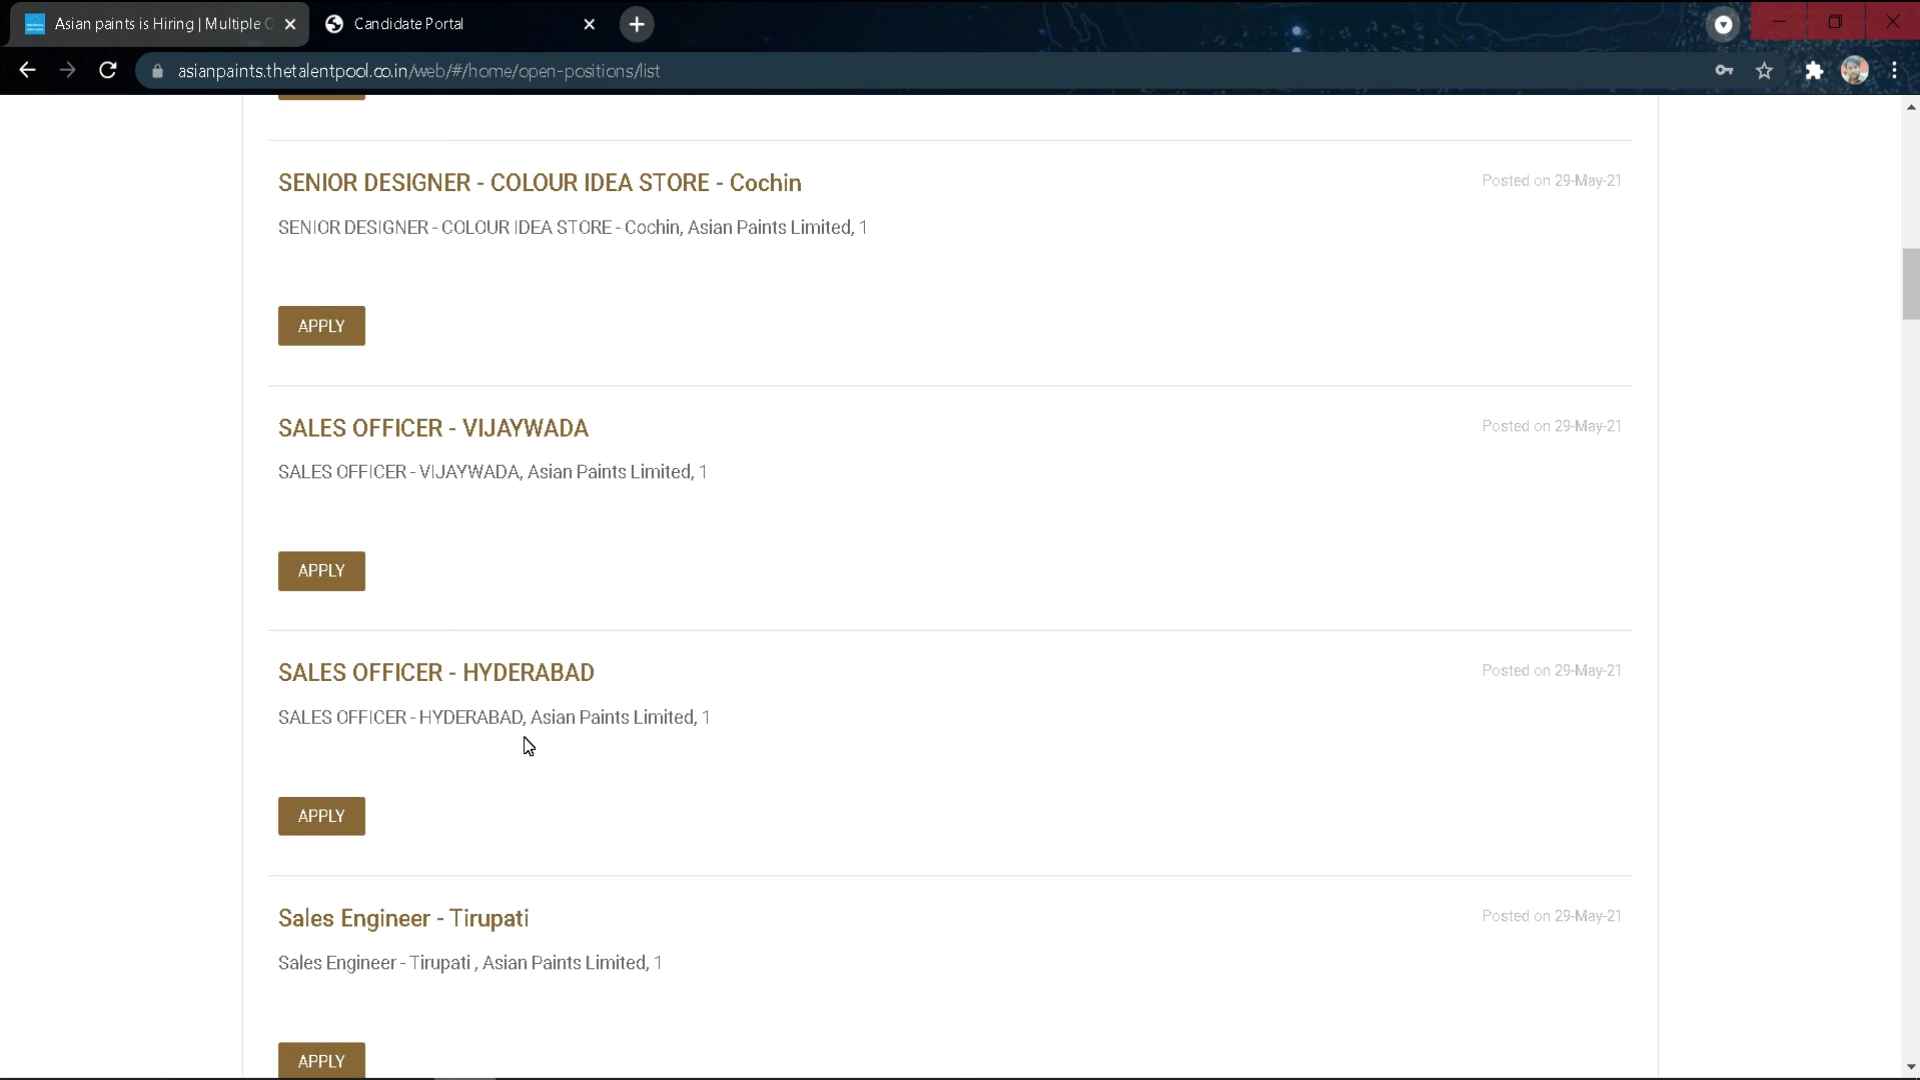 Asian paints is Hiring | Multiple
Candidate Portal
asianpaints.thetalentpool.co.in/web/#/home/open-positions/list
SENIOR DESIGNER - COLOUR IDEA STORE - Cochin
Posted on 29-May-21
SENIOR DESIGNER - COLOUR IDEA STORE - Cochin, Asian Paints Limited, 1
APPLY
SALES OFFICER - VIJAYWADA
Posted on 29-May-21
SALES OFFICER - VIJAYWADA, Asian Paints Limited, 1
APPLY
SALES OFFICER - HYDERABAD
Posted on 29-May-21
SALES OFFICER - HYDERABAD, Asian Paints Limited, 1
APPLY
Sales Engineer - Tirupati
Posted on 29-May-21
Sales Engineer - Tirupati , Asian Paints Limited, 1
APPLY